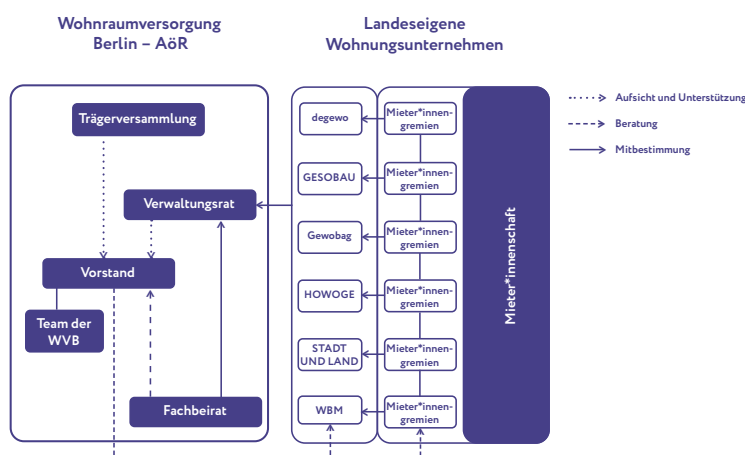 Wohnraumversorgung
Berlin – AöR
Landeseigene
Wohnungsunternehmen
Trägerversammlung
Verwaltungsrat
Vorstand
Team der
WVB
Fachbeirat
degewo
GESOBAU
Gewobag
HOWOGE
STADT
UND LAND
WBM
Mieter*innen-
gremien
Mieter*innen-
gremien
Mieter*innen-
gremien
Mieter*innen-
gremien
Mieter*innen-
gremien
Mieter*innen-
gremien
Mieter*innenschaft
Aufsicht und Unterstützung
Beratung
Mitbestimmung